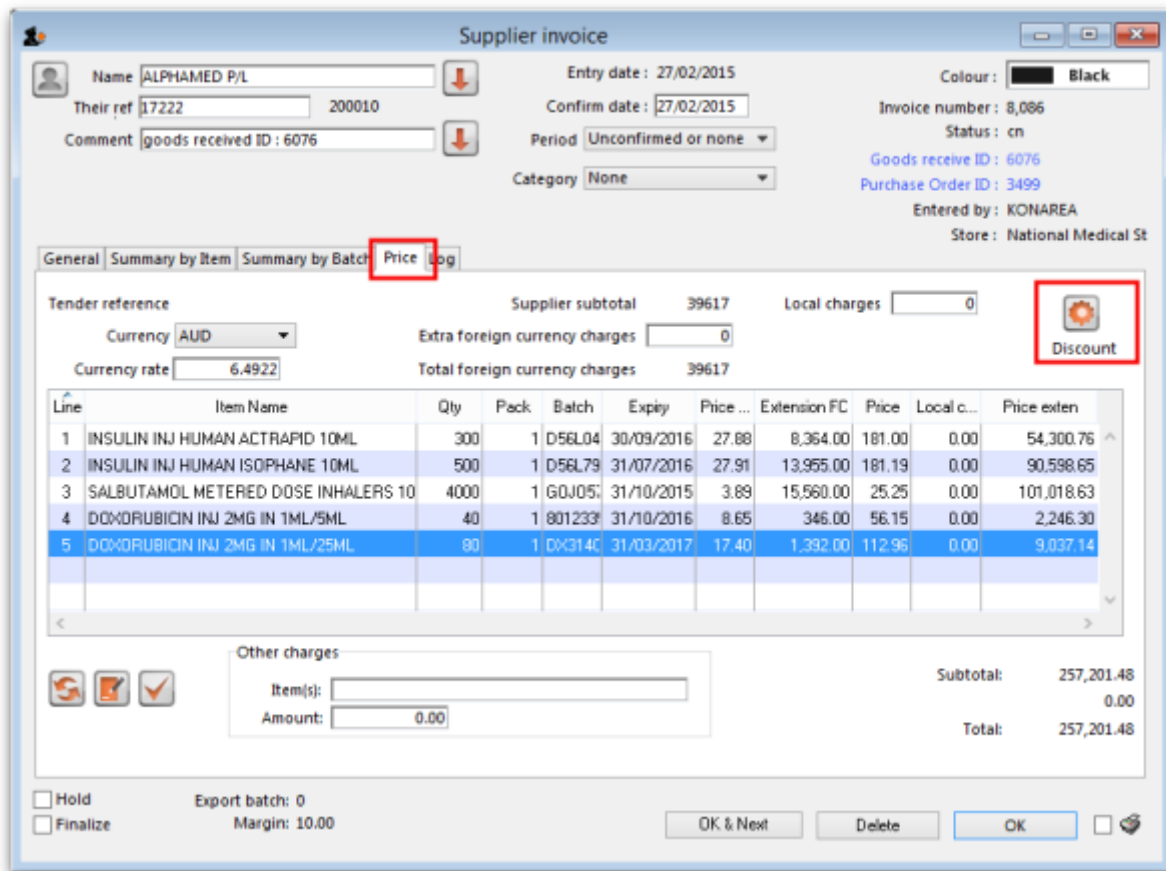 Supplier invoice
Name ALPHAMED P/L Entry date : 27/02/2015 Colour : Black
Their ref 17222 200010 Confirm date : 27/02/2015 Invoice number : 8,086
Comment goods received ID : 6076 Period Unconfirmed or none Status : cn
Goods receive ID : 6076
Category None Purchase Order ID : 3499
Entered by : KONAREA
Store : National Medical St
General Summary by Item Summary by Batch Price Log
Tender reference Supplier subtotal 39617 Local charges 0
Currency AUD Extra foreign currency charges 0 Discount
Currency rate 6.4922 Total foreign currency charges 39617
Line Item Name Qty Pack Batch Expiry Price ... Extension FC Price Local c... Price exten
1 INSULIN INJ HUMAN ACTRAPID 10ML 300 1 D56L04 30/09/2016 27.88 8,364.00 181.00 0.00 54,300.76
2 INSULIN INJ HUMAN ISOPHANE 10ML 500 1 D56L79 31/07/2016 27.91 13,955.00 181.19 0.00 90,598.65
3 SALBUTAMOL METERED DOSE INHALERS 10 4000 1 31/10/2015 3.89 15,560.00 25.25 0.00 101,018.63
4 DOXORUBICIN INJ 2MG IN 1ML/5ML 40 1 31/10/2016 8.65 346.00 56.15 0.00 2,246.30
5 DOXORUBICIN INJ 2MG IN 1ML/25ML 80 1 31/03/2017 17.40 1,392.00 112.96 0.00 9,037.14
Other charges
Item(s): Subtotal: 257,201.48
0.00
Amount: 0.00 Total: 257,201.48
Hold Export batch: 0
Finalize Margin: 10.00 OK & Next Delete OK